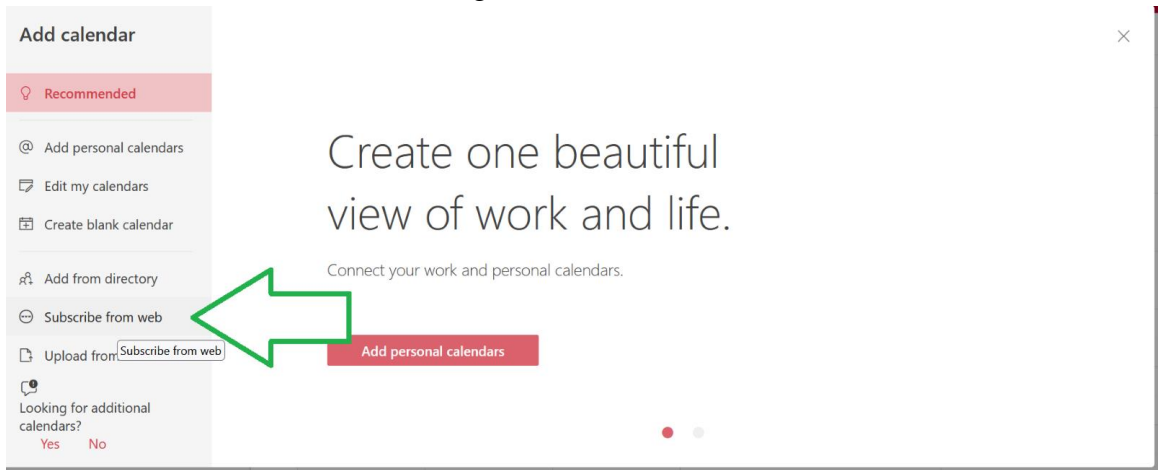 Add calendar
Recommended
@ Add personal calendars
Edit my calendars
Create blank calendar
Add from directory
Subscribe from web
Upload from
Subscribe from web
Looking for additional
calendars?
Yes No
Create one beautiful
view of work and life.
Connect your work and personal calendars.
Add personal calendars